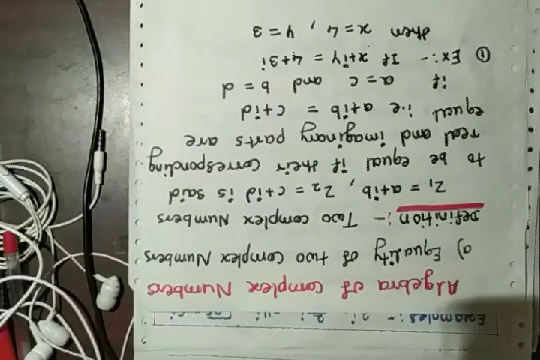 Examples:- 2i
Algebra of Complex Numbers
a) Equality of two Complex Numbers
Definition :- Two complex Numbers
z₁ = a+ib, z₂ = c+id is said
to be equal if their corresponding
real and imaginary parts are
equal i.e a+ib = c+id
if a=c and b=d
① Ex:- If x+iy = 4+3i
then x=4, y=3